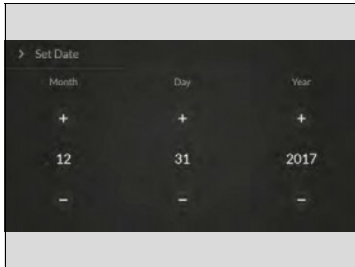 > Set Date
Month Day Year
+ + +
12 31 2017
- - -